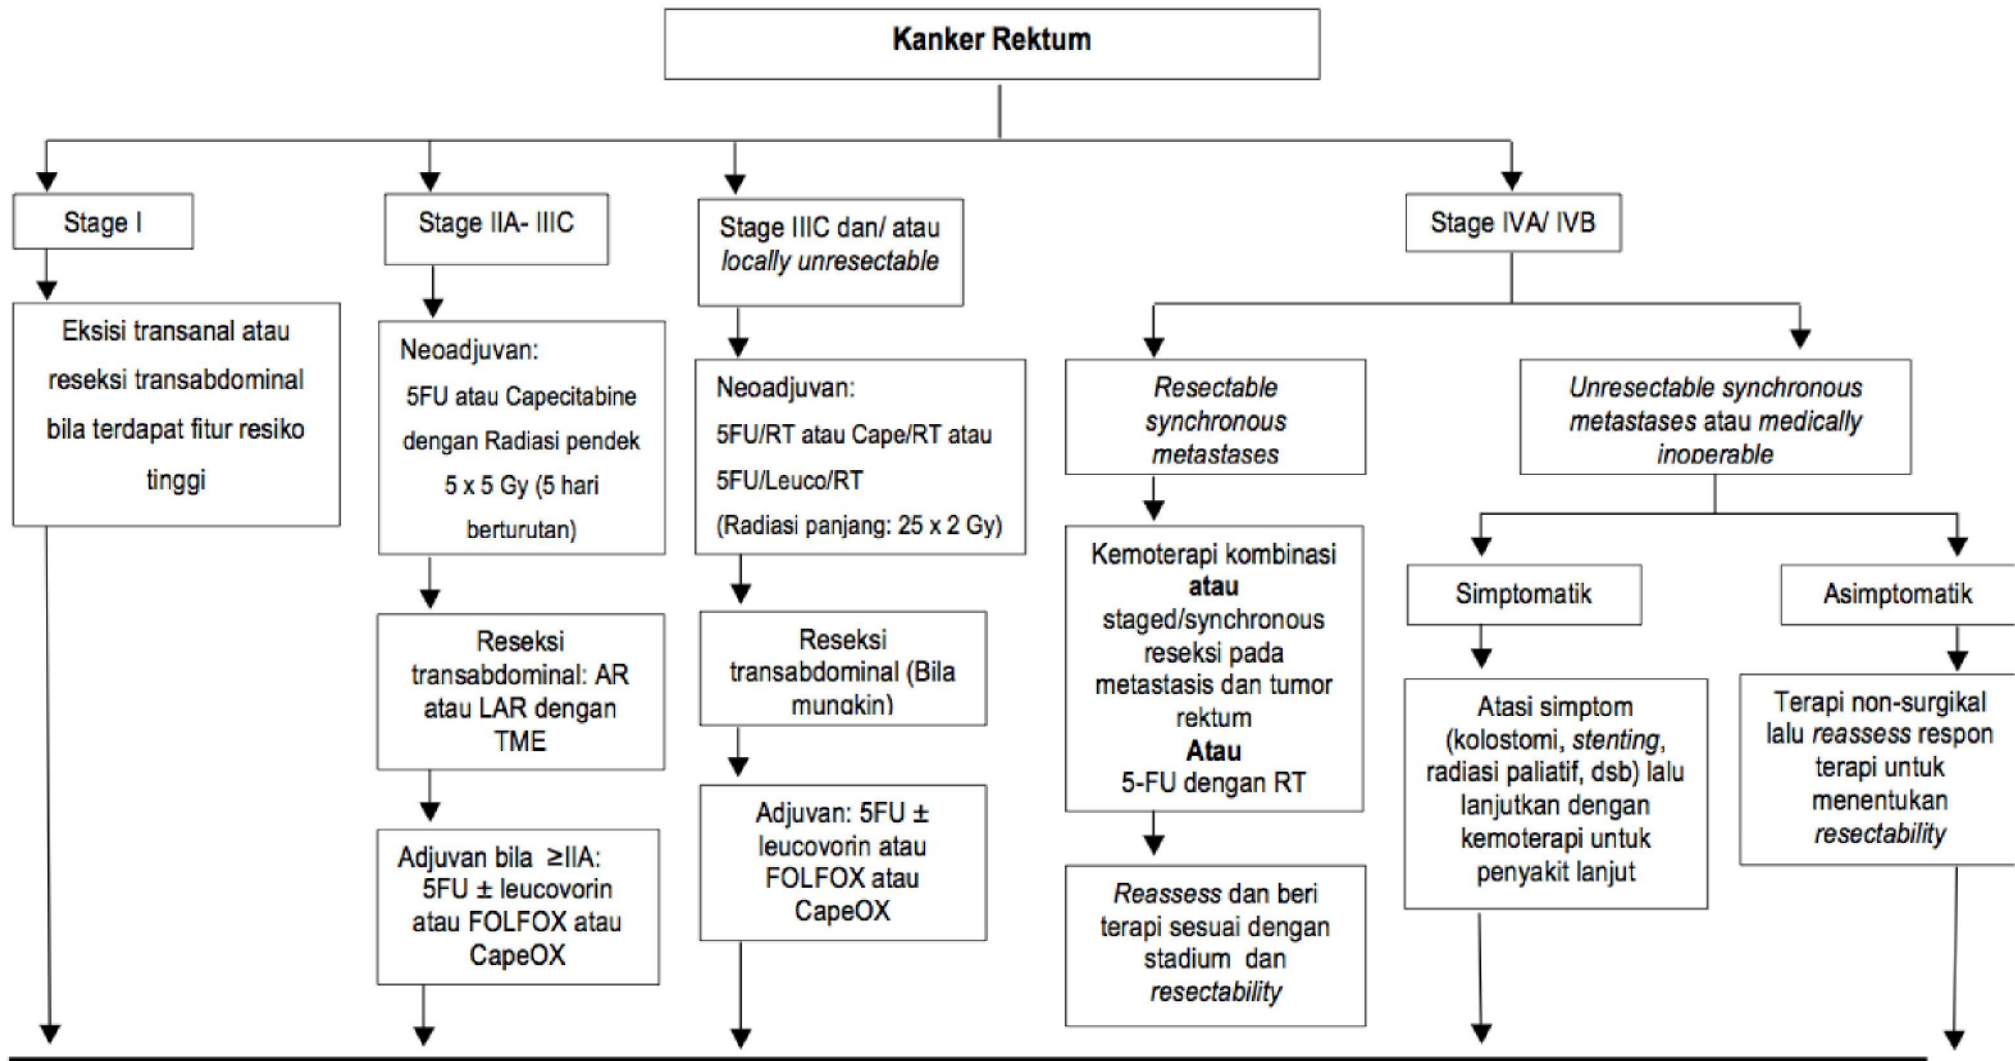 Kanker Rektum
Stage I
Eksisi transanal atau
reseksi transabdominal
bila terdapat fitur resiko
tinggi
Stage IIA- IIIC
Neoadjuvan:
5FU atau Capecitabine
dengan Radiasi pendek
5 x 5 Gy (5 hari
berturutan)
Reseksi
transabdominal: AR
atau LAR dengan
TME
Adjuvan bila ≥IIA:
5FU ± leucovorin
atau FOLFOX atau
CapeOX
Stage IIIC dan/ atau
locally unresectable
Neoadjuvan:
5FU/RT atau Cape/RT atau
5FU/Leuco/RT
(Radiasi panjang: 25 x 2 Gy)
Reseksi
transabdominal (Bila
mungkin)
Adjuvan: 5FU ±
leucovorin atau
FOLFOX atau
CapeOX
Stage IVA/ IVB
Resectable
synchronous
metastases
Kemoterapi kombinasi
atau
staged/synchronous
reseksi pada
metastasis dan tumor
rektum
Atau
5-FU dengan RT
Reassess dan beri
terapi sesuai dengan
stadium dan
resectability
Unresectable synchronous
metastases atau medically
inoperable
Simptomatik
Atasi simptom
(kolostomi, stenting,
radiasi paliatif, dsb) lalu
lanjutkan dengan
kemoterapi untuk
penyakit lanjut
Asimptomatik
Terapi non-surgikal
lalu reassess respon
terapi untuk
menentukan
resectability